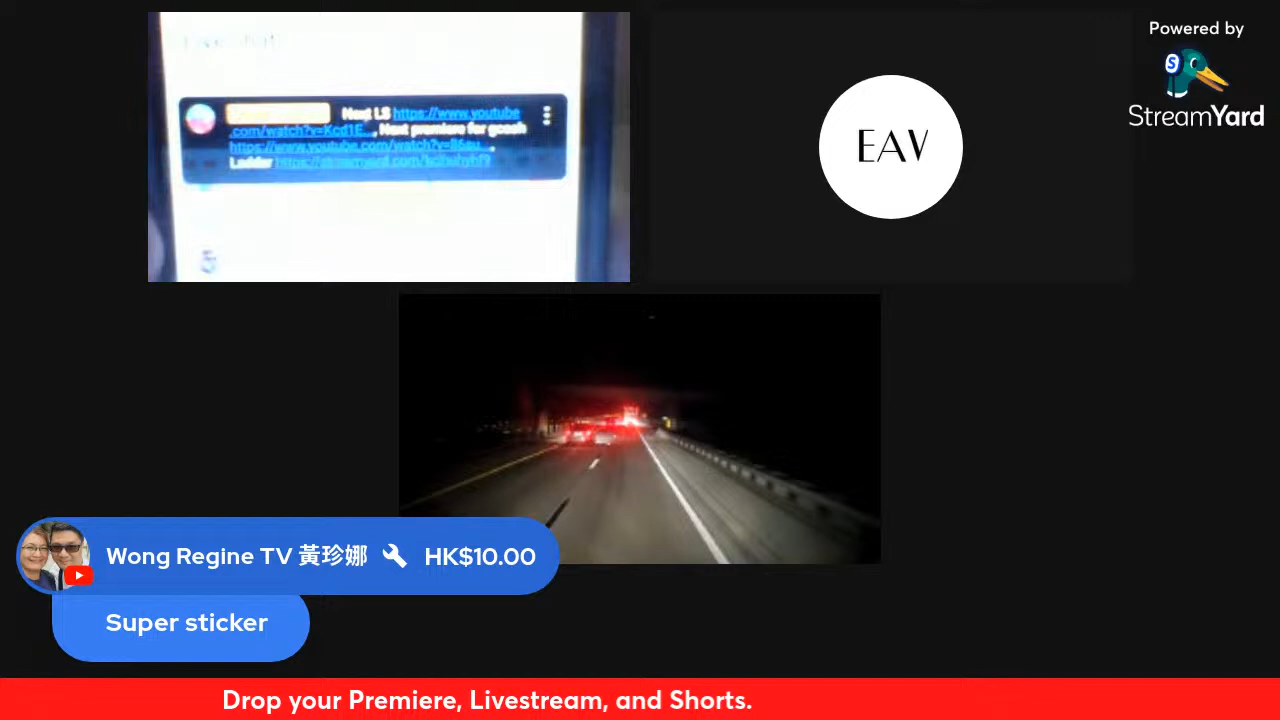 Powered by
StreamYard
EAV
Next LS https://www.youtube
.com/watch?v=Kcd1E... , Next premiere for gcash
https://www.youtube.com/watch?v=
Ladder
Wong Regine TV 黃珍娜 HK$10.00
Super sticker
Drop your Premiere, Livestream, and Shorts.